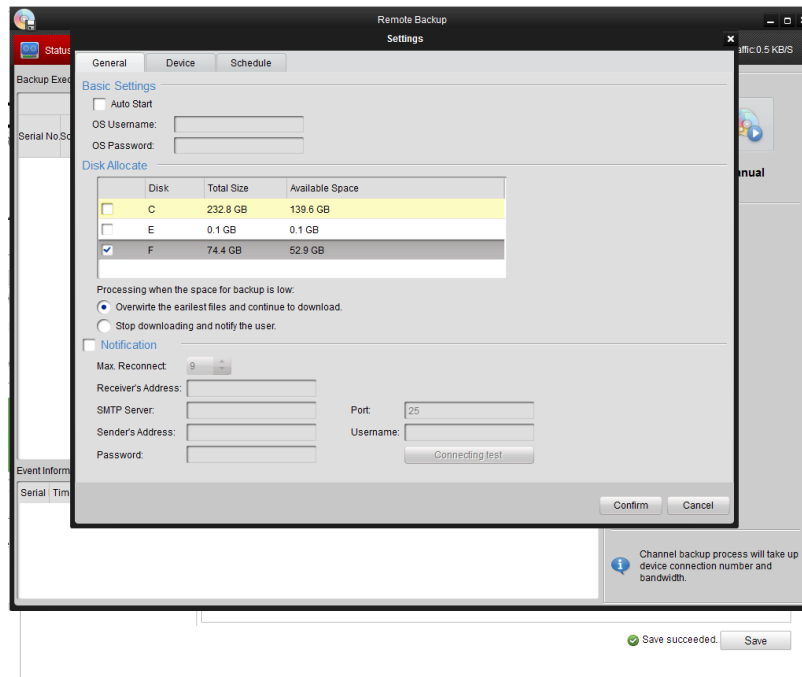 Remote Backup
Settings
Status
affic:0.5 KB/S
General Device Schedule
Backup Exec
Basic Settings
Auto Start
OS Username:
Serial No.
OS Password:
Disk Allocate
nual
Disk Total Size Available Space
C 232.8 GB 139.6 GB
E 0.1 GB 0.1 GB
F 74.4 GB 52.9 GB
Processing when the space for backup is low:
Overwirte the earilest files and continue to download.
Stop downloading and notify the user.
Notification
Max. Reconnect: 9
Receiver's Address:
SMTP Server: Port: 25
Sender's Address: Username:
Password: Connecting test
Event Inform
Serial Tim
Confirm Cancel
Channel backup process will take up
device connection number and
bandwidth.
Save succeeded. Save